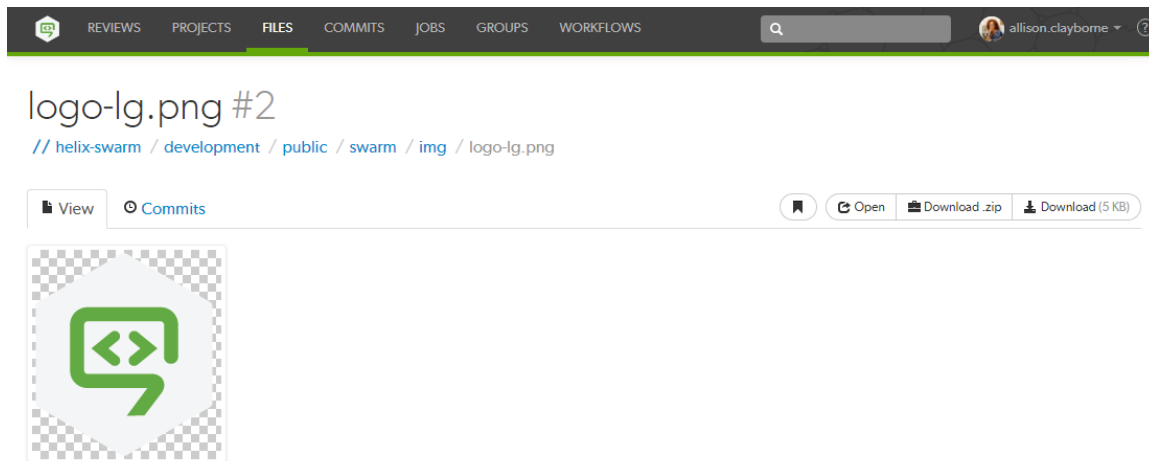 REVIEWS PROJECTS FILES COMMITS JOBS GROUPS WORKFLOWS allison.clayborne ?
logo-lg.png #2
// helix-swarm / development / public / swarm / img / logo-lg.png
View Commits Open Download .zip Download (5 KB)